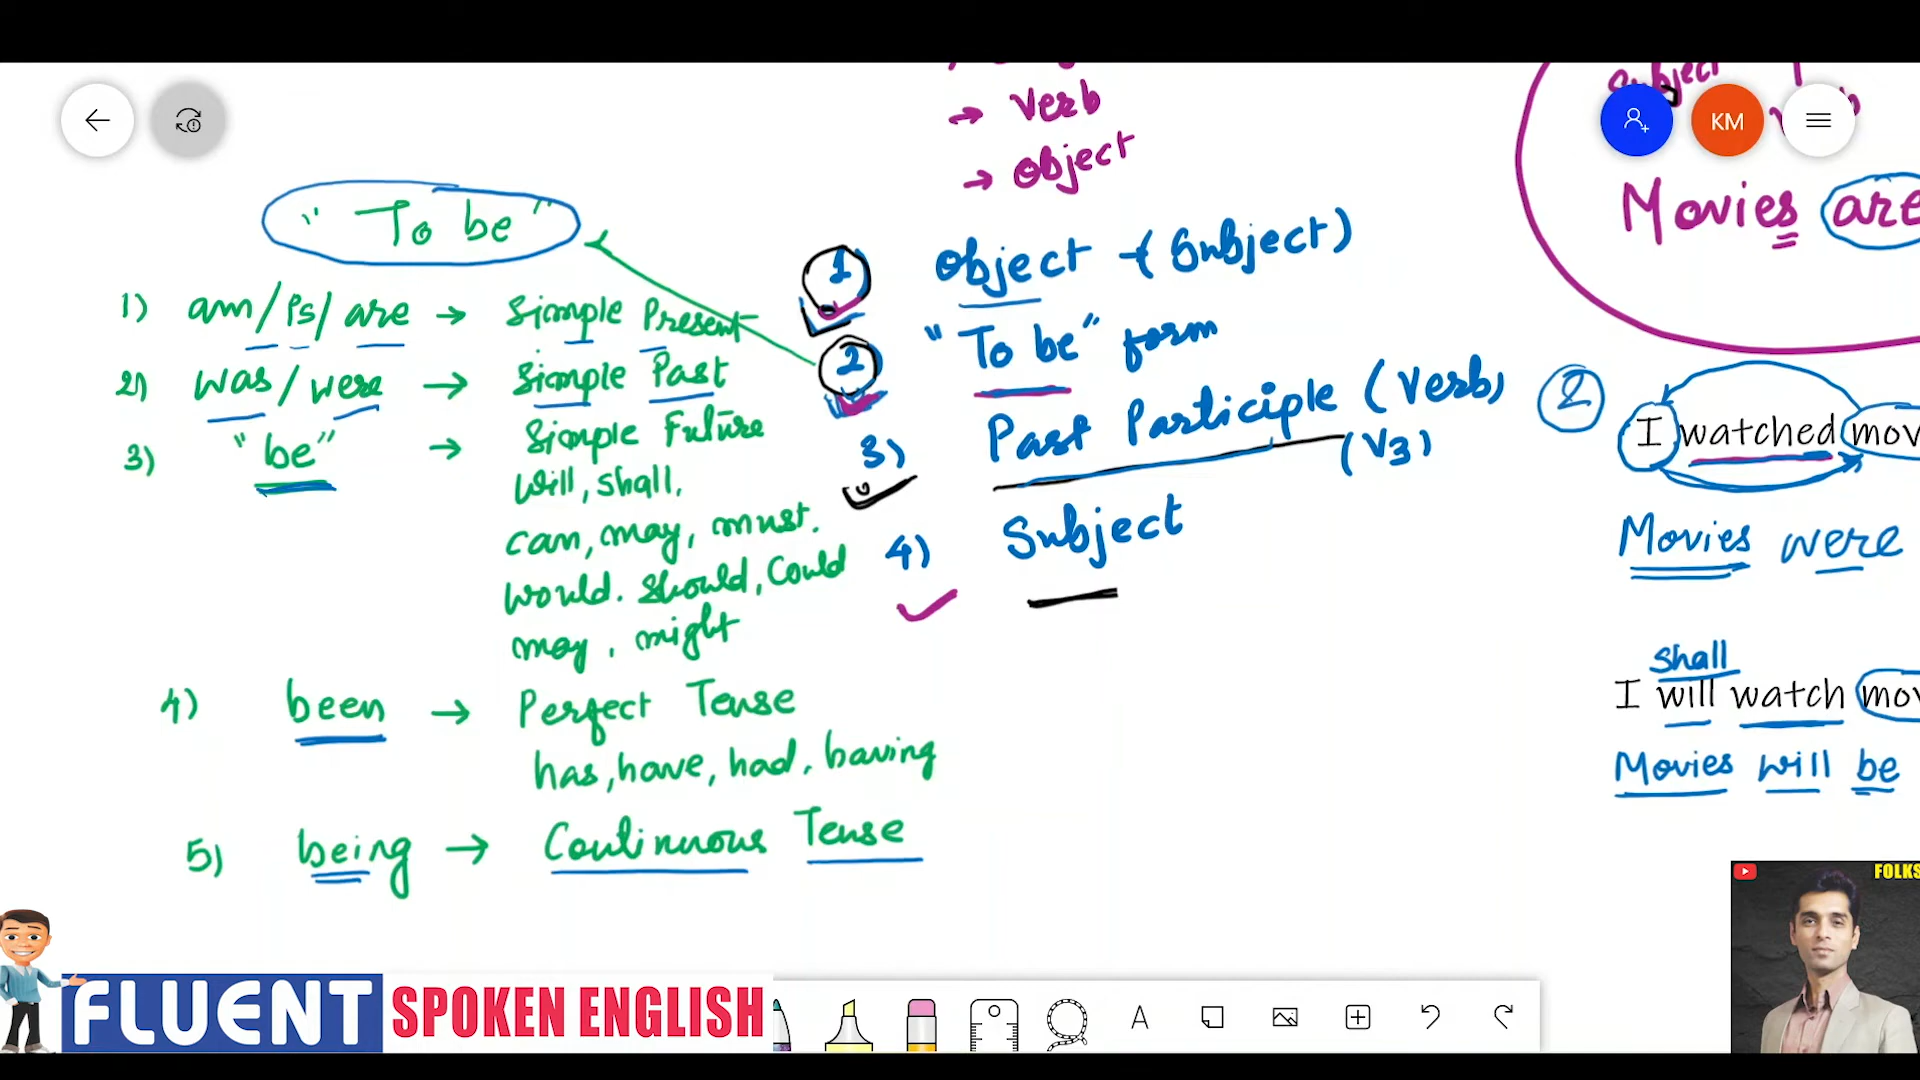 → Verb
→ Object
KM
Movies are
" To be "
1) am/is/are → Simple Present
2) was/were → Simple Past
3) "be" → Simple Future
will, shall,
can, may, must.
would. should, could
may, might
4) been → Perfect Tense
has, have, had, having
5) being → Continuous Tense
1) Object - (Subject)
2) "To be" form
3) Past Participle (Verb)
(V3)
4) Subject
2
I watched mov
Movies were
shall
I will watch mov
Movies will be
FOLKS
FLUENT SPOKEN ENGLISH
A